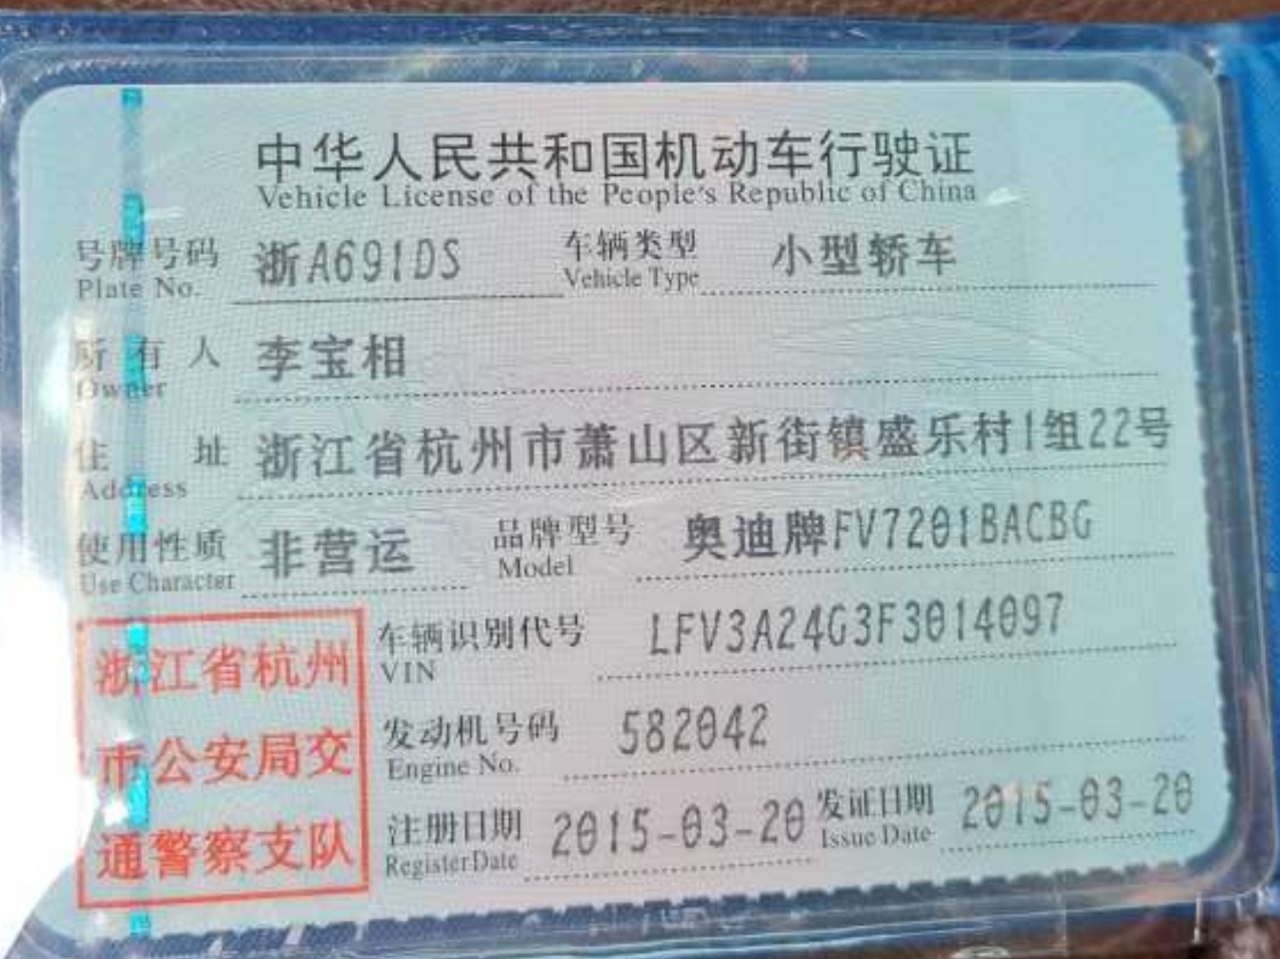 中华人民共和国机动车行驶证
Vehicle License of the People's Republic of China
号牌号码 浙A691DS 车辆类型 小型轿车
Plate No. Vehicle Type
所有人 李宝相
Owner
住址 浙江省杭州市萧山区新街镇盛乐村1组22号
Address
使用性质 非营运 品牌型号 奥迪牌FV7201BACBG
Use Character Model
浙江省杭州 车辆识别代号 LFV3A24G3F3014097
VIN
市公安局交 发动机号码 582042
Engine No.
通警察支队 注册日期 2015-03-20 发证日期 2015-03-20
Register Date Issue Date